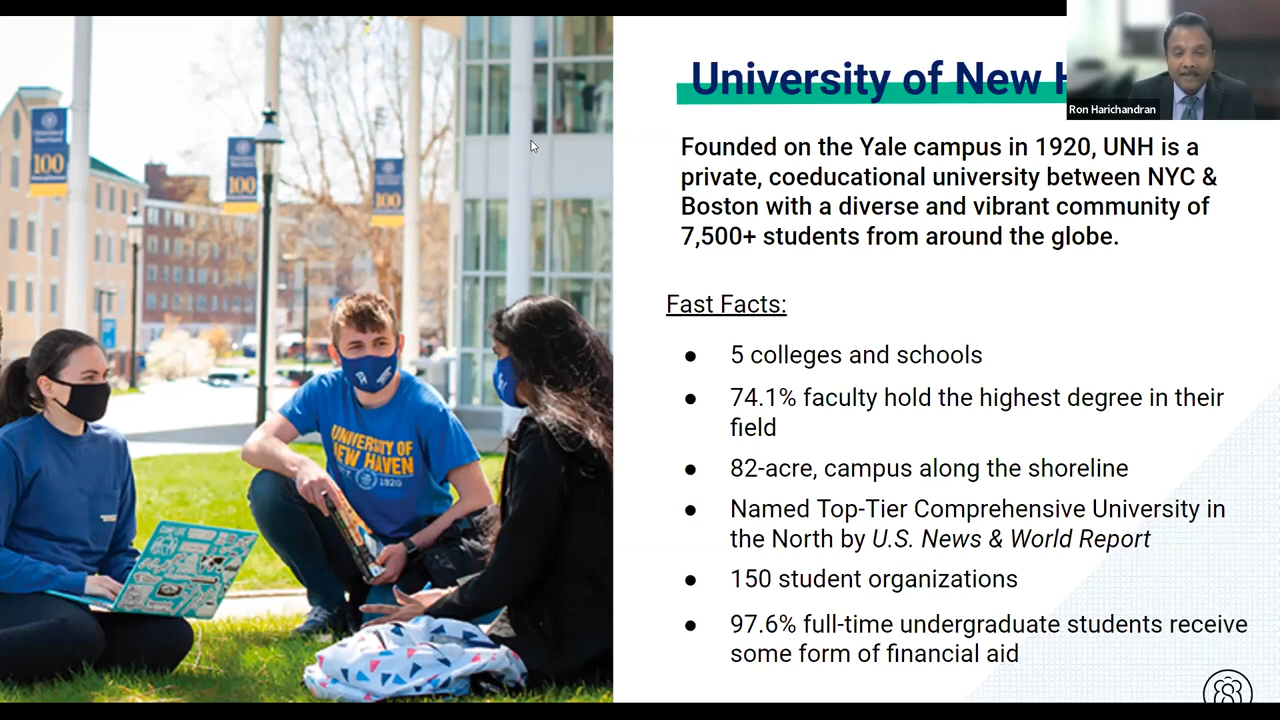 University of New H
Ron Harichandran
Founded on the Yale campus in 1920, UNH is a
private, coeducational university between NYC &
Boston with a diverse and vibrant community of
7,500+ students from around the globe.
Fast Facts:
● 5 colleges and schools
● 74.1% faculty hold the highest degree in their
field
● 82-acre, campus along the shoreline
● Named Top-Tier Comprehensive University in
the North by U.S. News & World Report
● 150 student organizations
● 97.6% full-time undergraduate students receive
some form of financial aid
100
100
100
UNIVERSITY OF
NEW HAVEN
1920